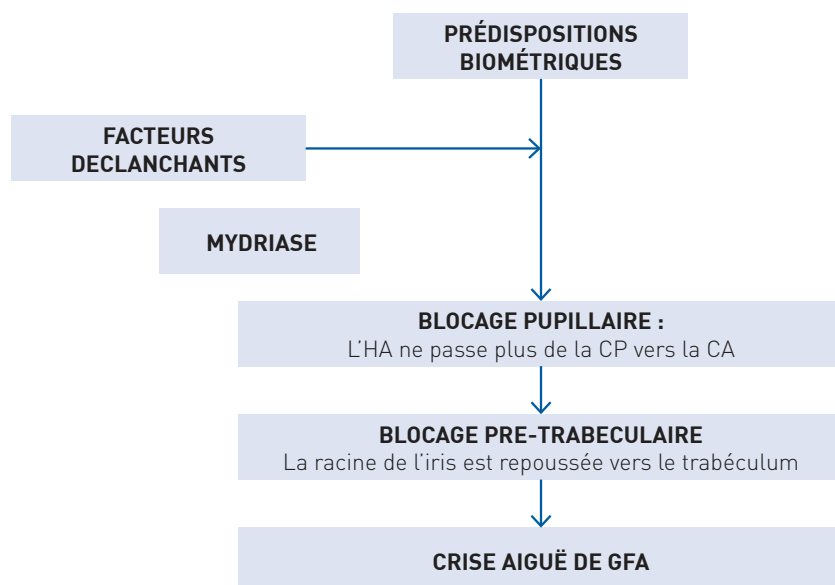 PRÉDISPOSITIONS
BIOMÉTRIQUES
FACTEURS
DECLANCHANTS
MYDRIASE
BLOCAGE PUPILLAIRE :
L'HA ne passe plus de la CP vers la CA
BLOCAGE PRE-TRABECULAIRE
La racine de l'iris est repoussée vers le trabéculum
CRISE AIGUË DE GFA